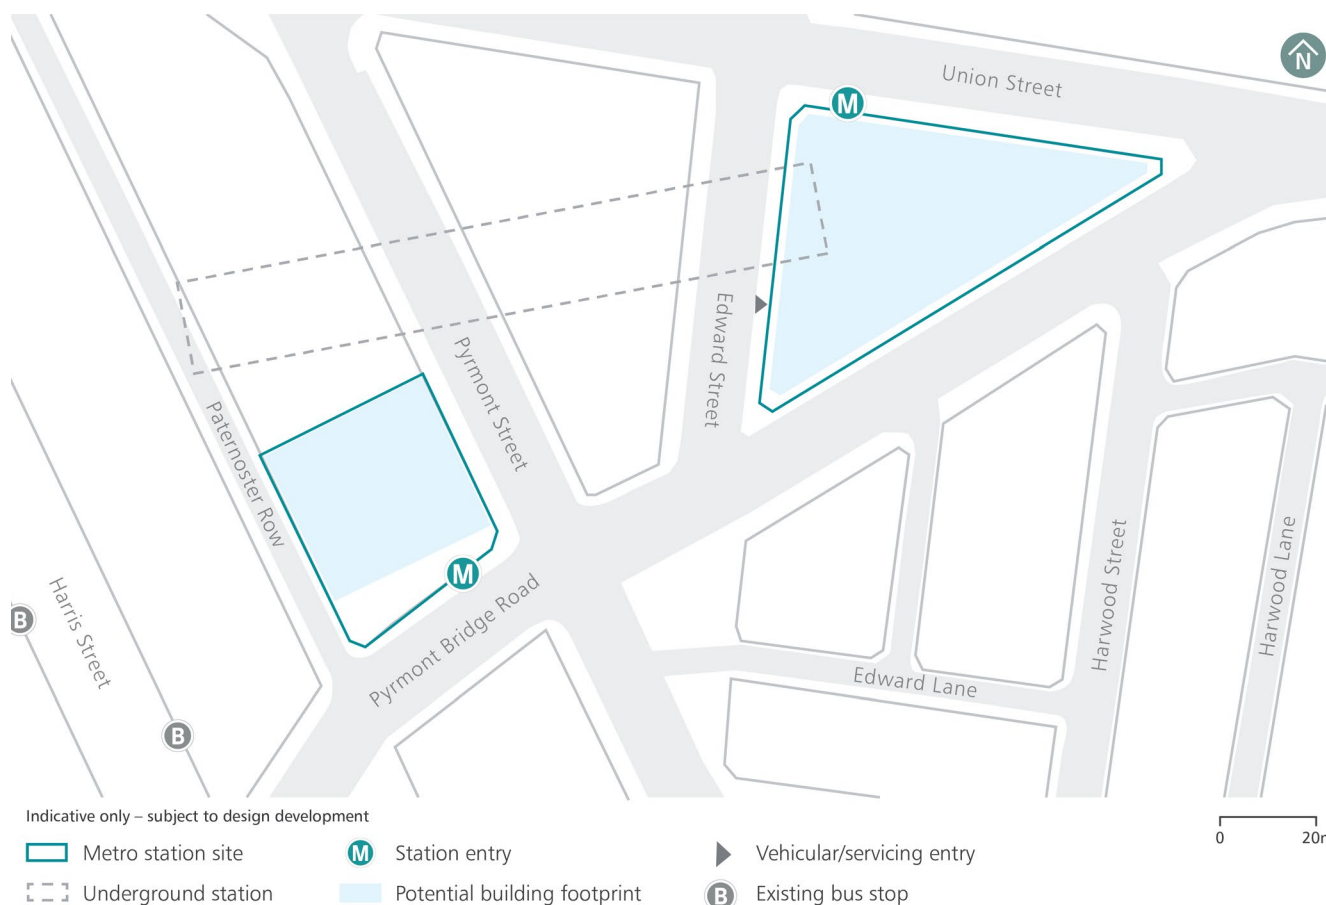 N
Union Street
M
Edward Street
Pyrmont Street
Paternoster Row
M
Pyrmont Bridge Road
Harris Street
B
B
Harwood Street
Harwood Lane
Edward Lane
Indicative only – subject to design development
Metro station site
M Station entry
Vehicular/servicing entry
0 20m
Underground station
Potential building footprint
B Existing bus stop